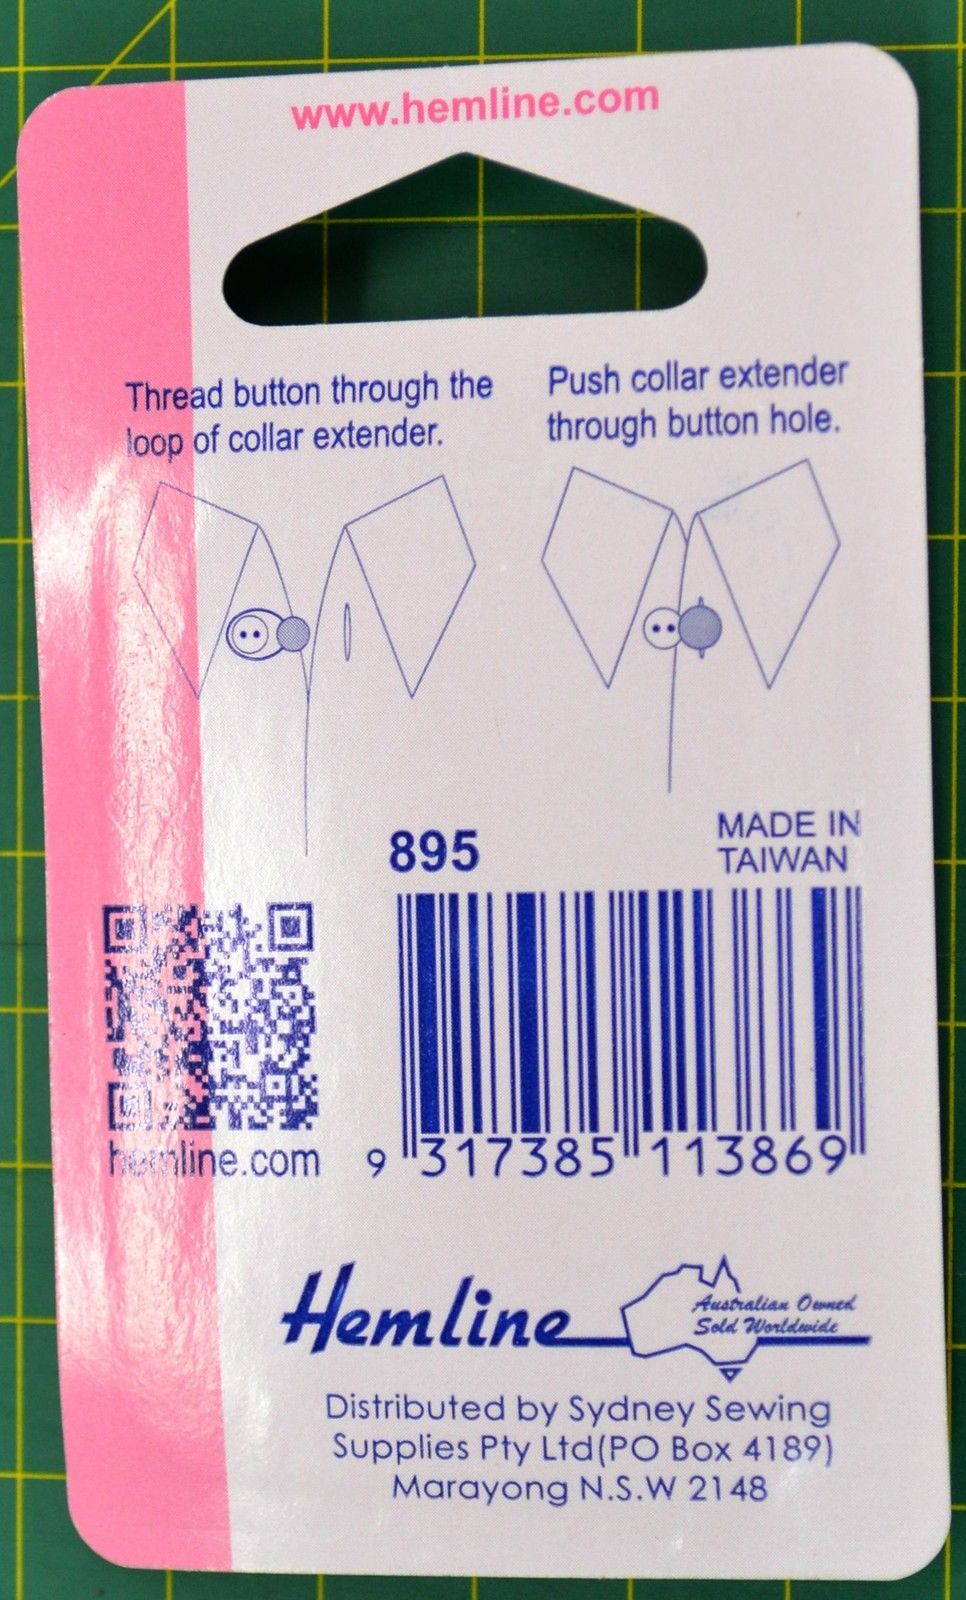 www.hemline.com
Thread button through the
loop of collar extender.
Push collar extender
through button hole.
895
MADE IN
TAIWAN
hemline.com
9 317385 113869
Hemline
Australian Owned
Sold Worldwide
Distributed by Sydney Sewing
Supplies Pty Ltd(PO Box 4189)
Marayong N.S.W 2148